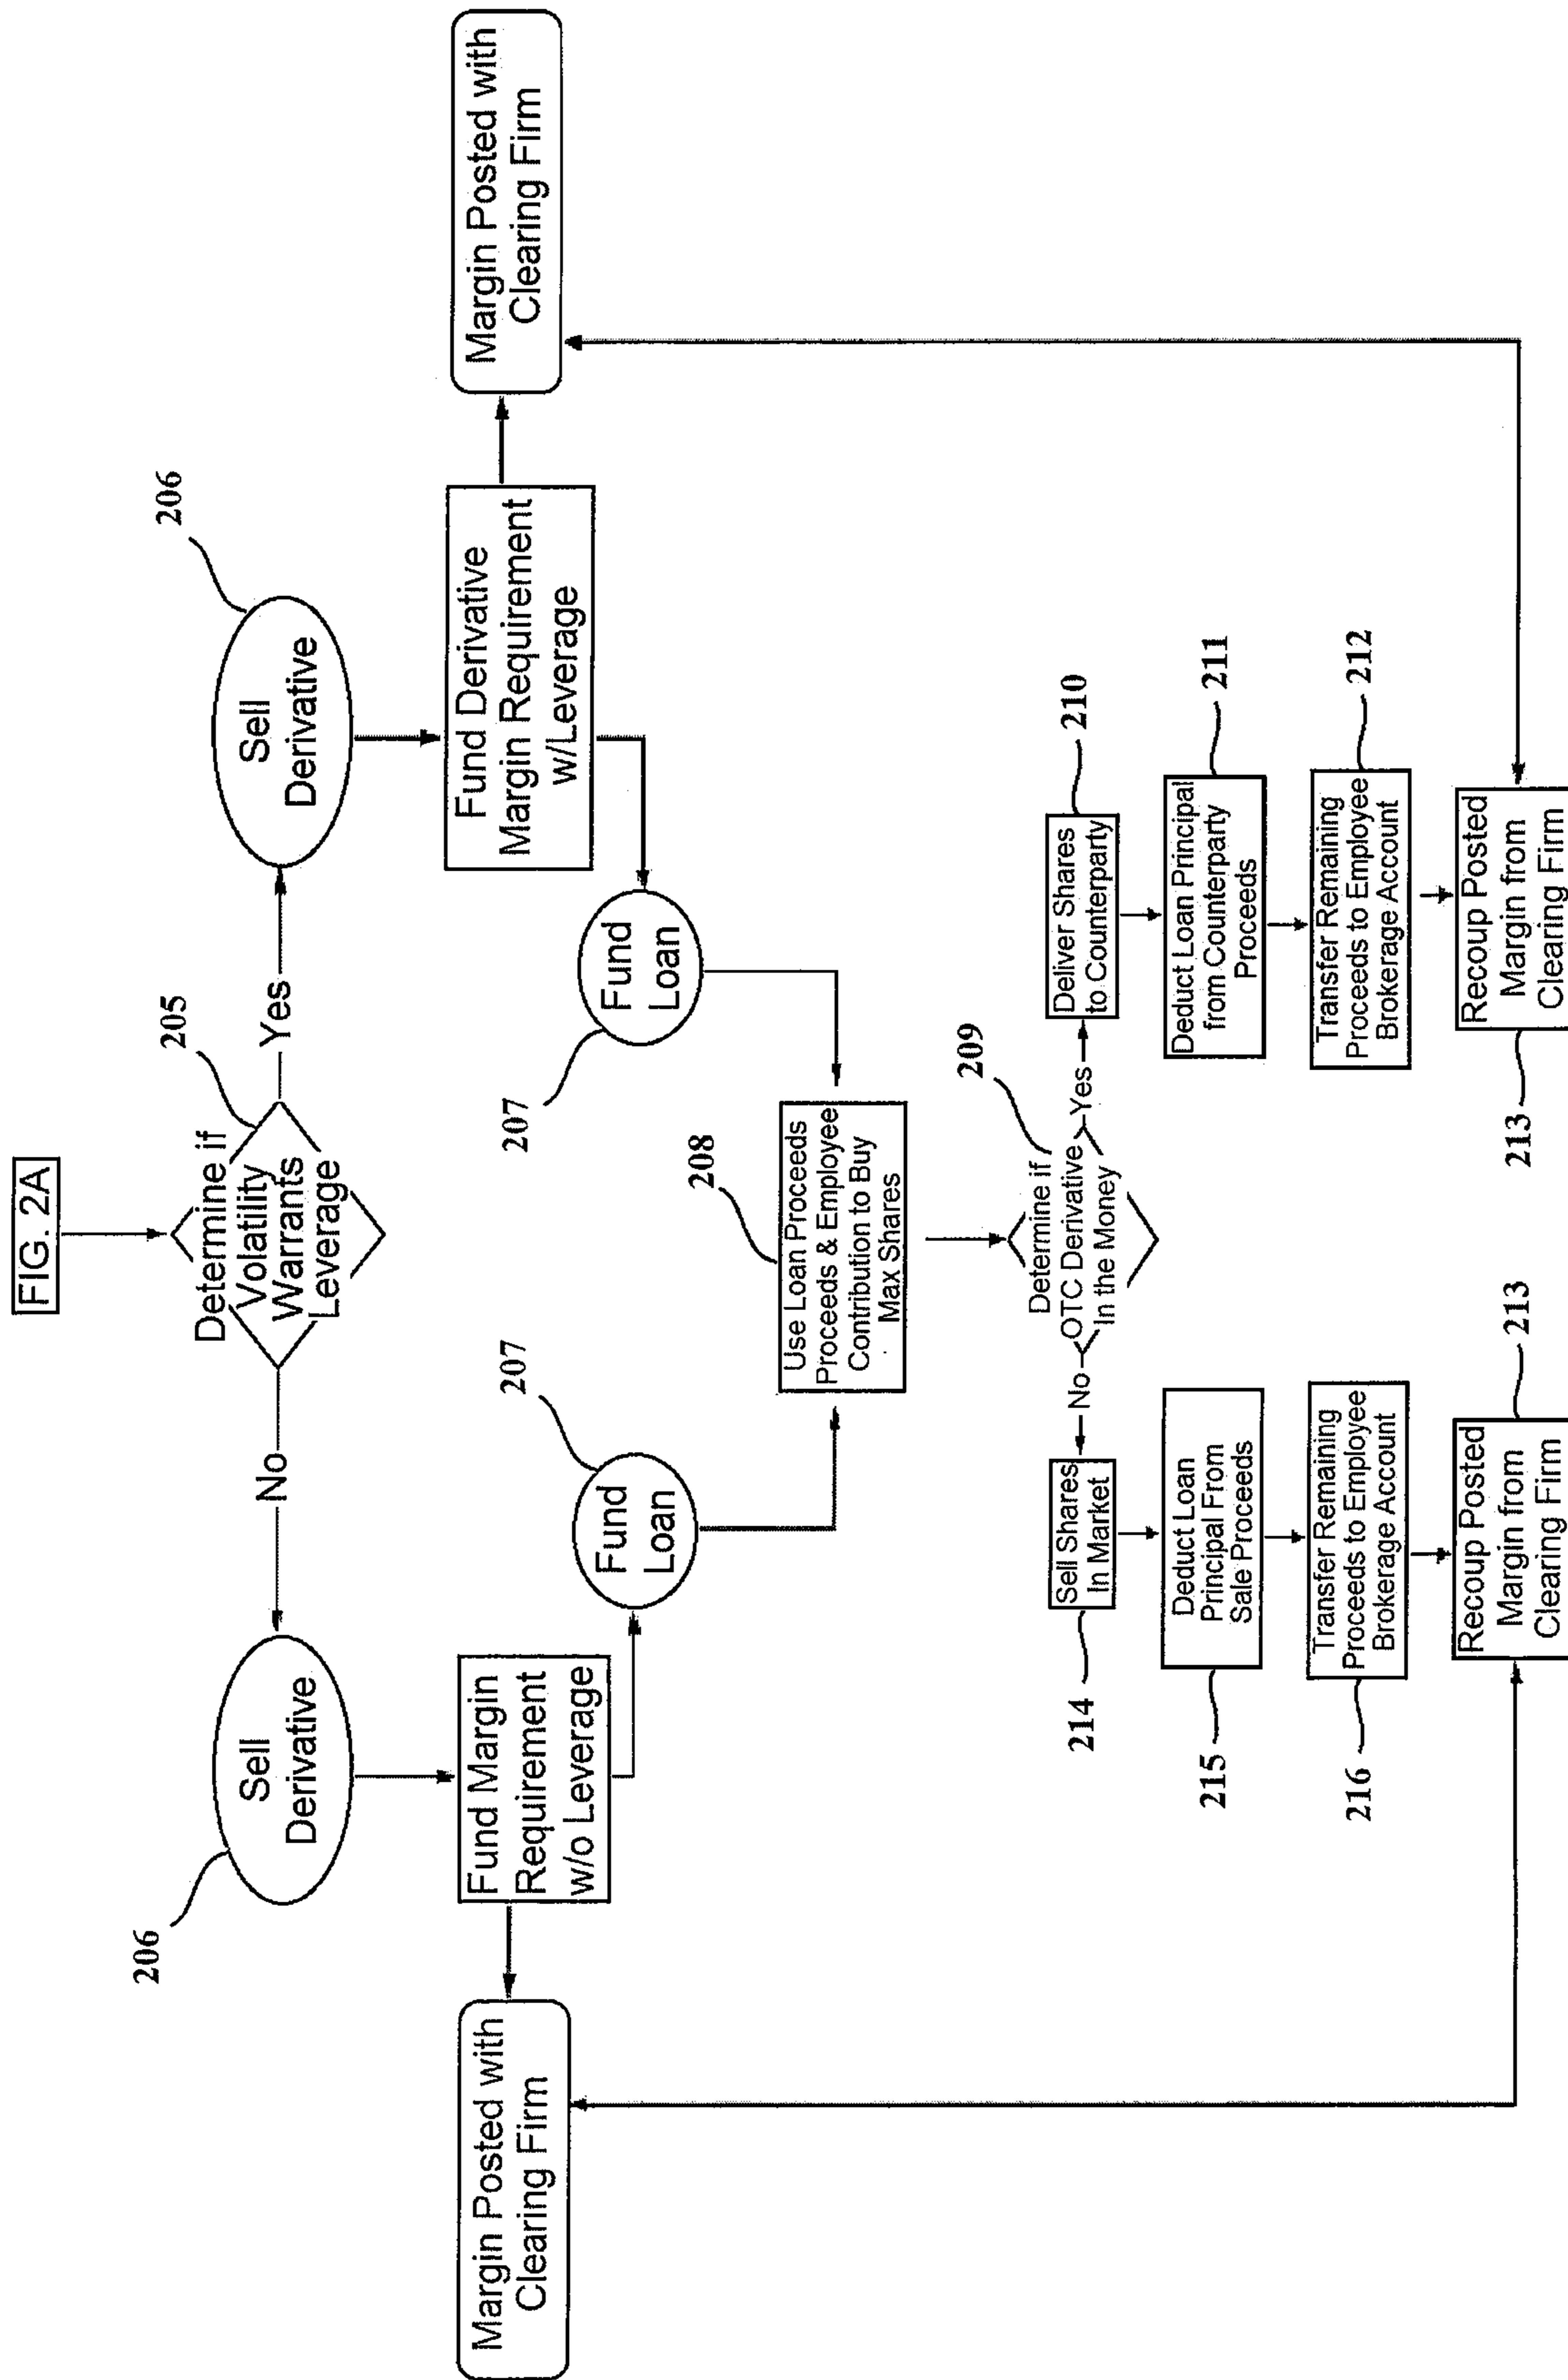 FIG. 2A
Determine if
Volatility
Warrants
Leverage
205
No
Yes
206
Sell
Derivative
206
Sell
Derivative
Margin Posted with
Clearing Firm
Fund Margin
Requirement
w/o Leverage
Fund Derivative
Margin Requirement
w/Leverage
Margin Posted with
Clearing Firm
207
Fund
Loan
207
Fund
Loan
208
Use Loan Proceeds
Proceeds & Employee
Contribution to Buy
Max Shares
209
Determine if
OTC Derivative
In the Money
No
Yes
214
Sell Shares
In Market
210
Deliver Shares
to Counterparty
215
Deduct Loan
Principal From
Sale Proceeds
211
Deduct Loan Principal
from Counterparty
Proceeds
216
Transfer Remaining
Proceeds to Employee
Brokerage Account
212
Transfer Remaining
Proceeds to Employee
Brokerage Account
213
Recoup Posted
Margin from
Clearing Firm
213
Recoup Posted
Margin from
Clearing Firm